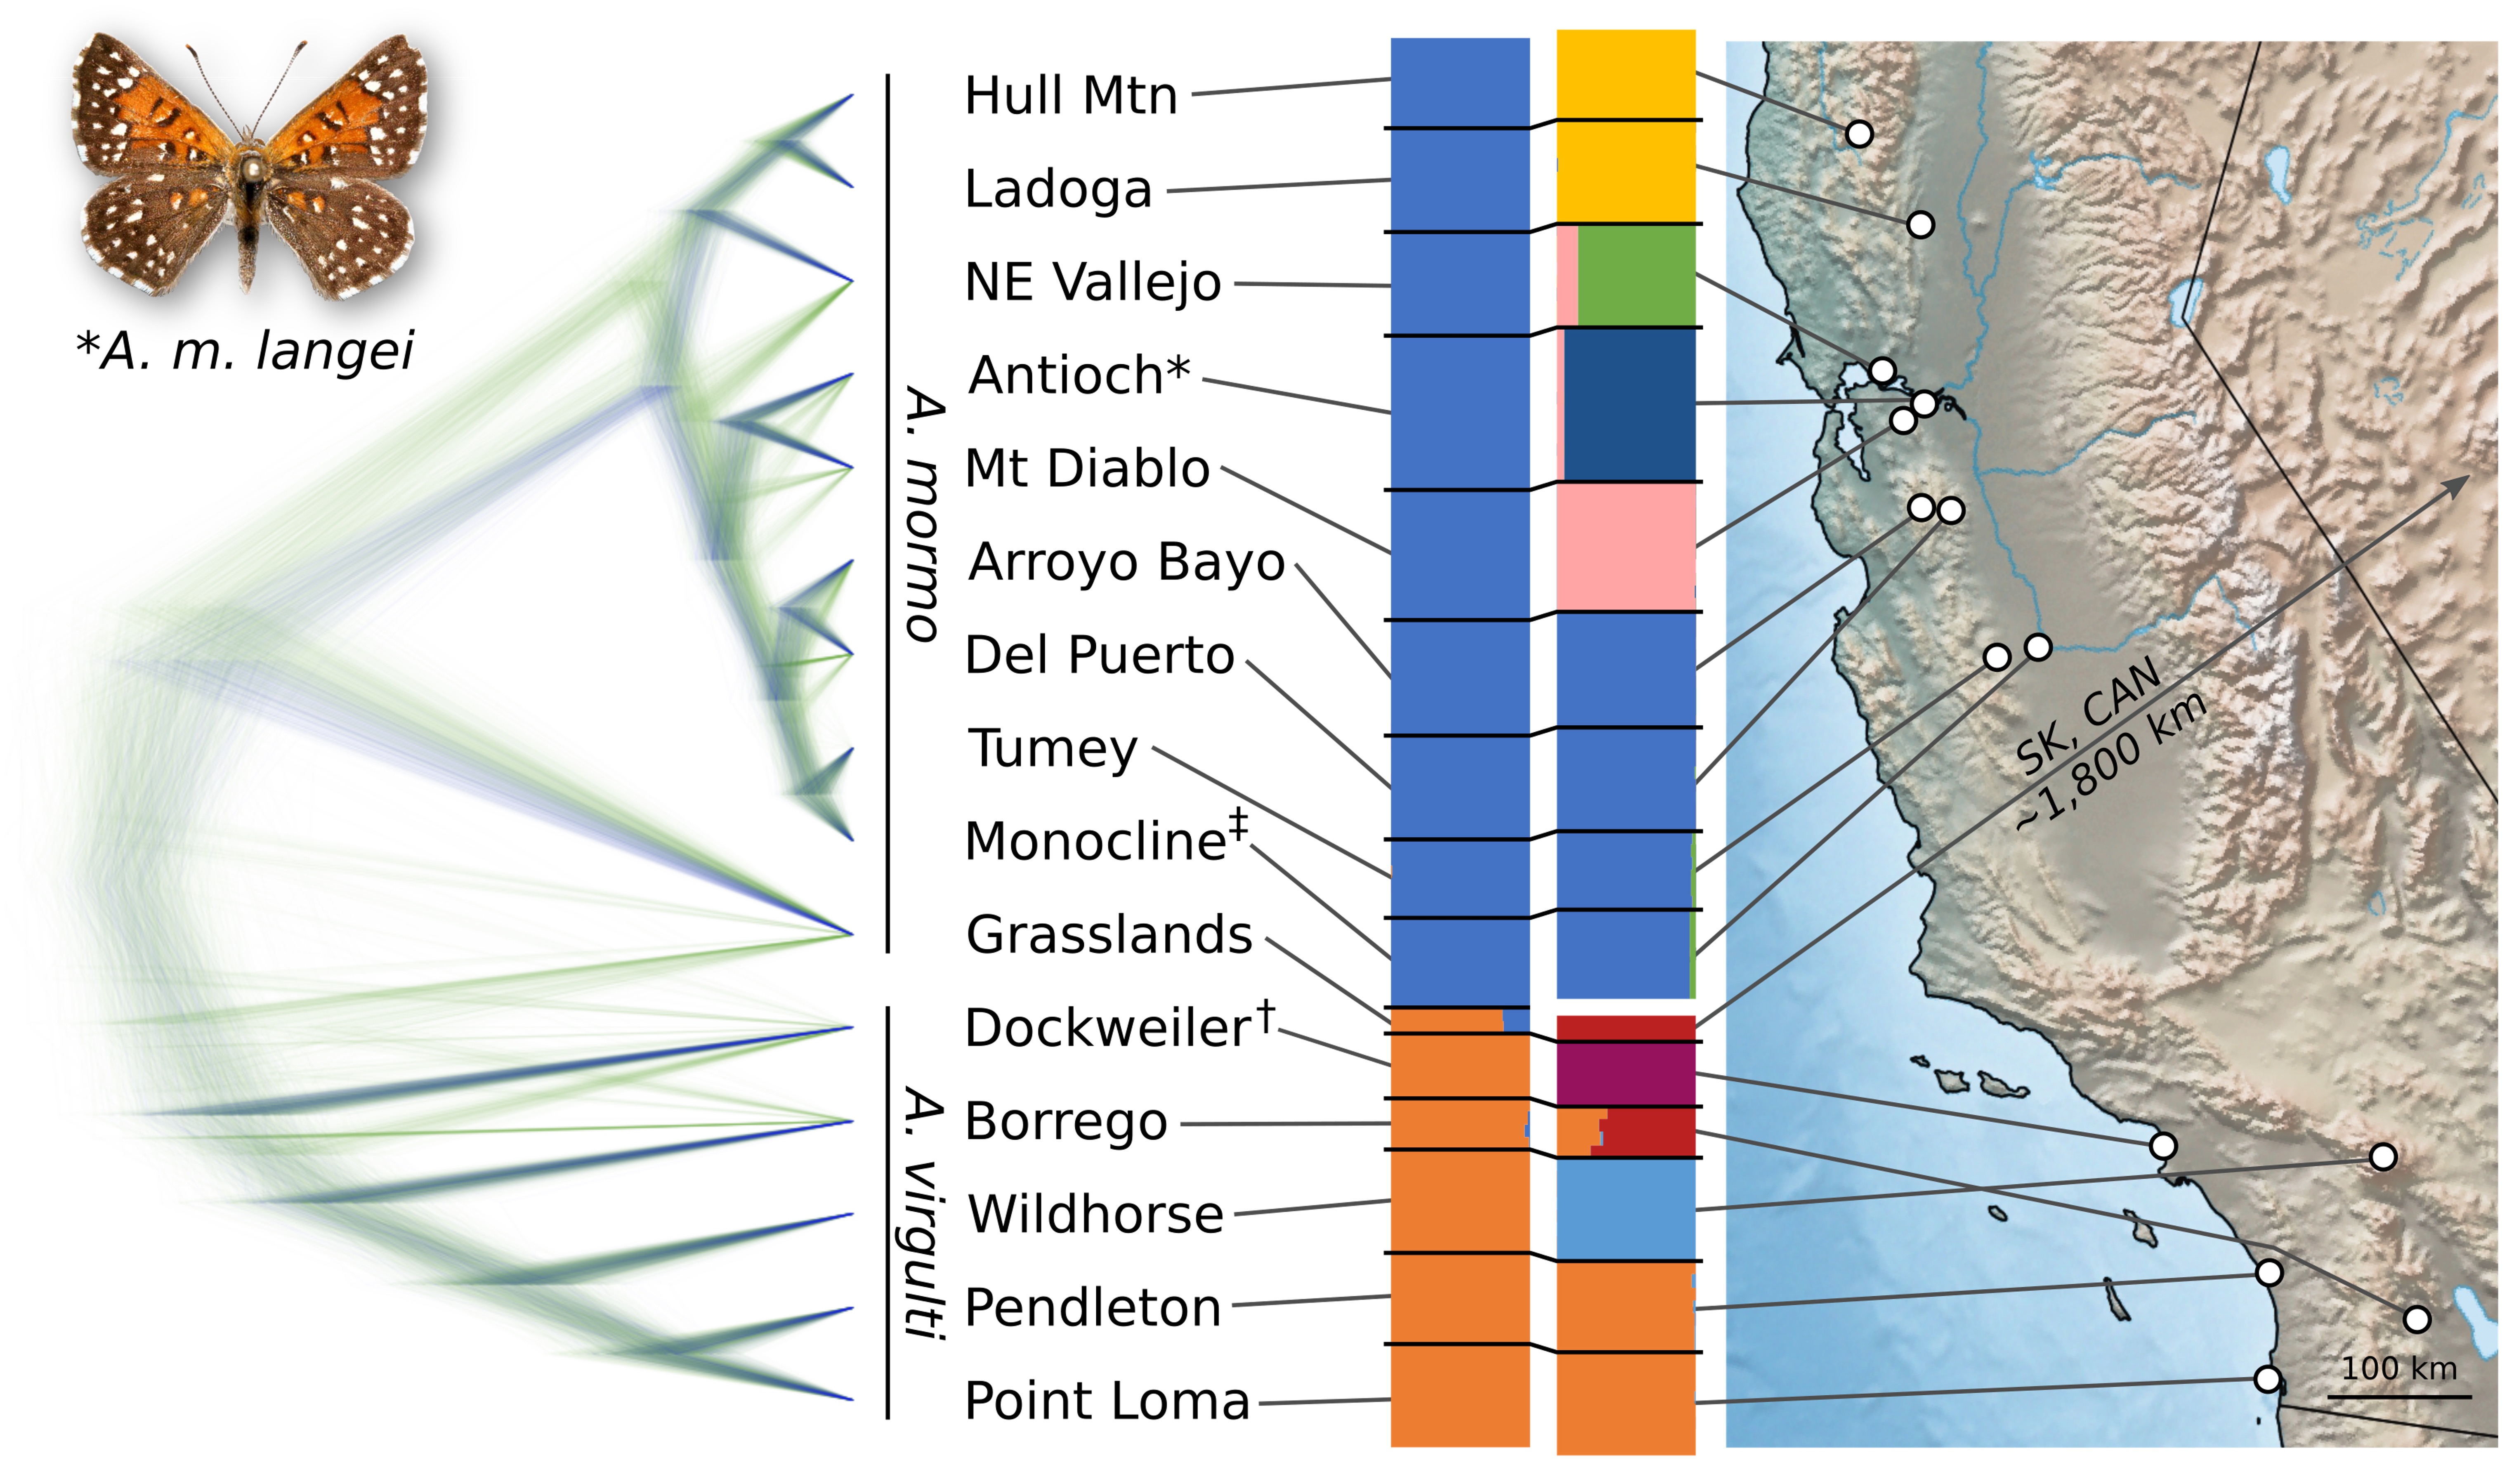 *A. m. langei
A. mormo
Hull Mtn
Ladoga
NE Vallejo
Antioch*
Mt Diablo
Arroyo Bayo
Del Puerto
Tumey
Monocline‡
Grasslands
A. virgulti
Dockweiler†
Borrego
Wildhorse
Pendleton
Point Loma
SK, CAN
~1,800 km
100 km